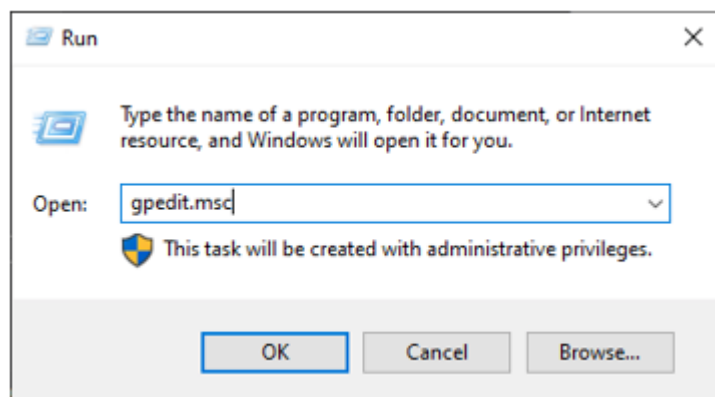 Run
Type the name of a program, folder, document, or Internet
resource, and Windows will open it for you.
Open:
gpedit.msc
This task will be created with administrative privileges.
OK
Cancel
Browse...